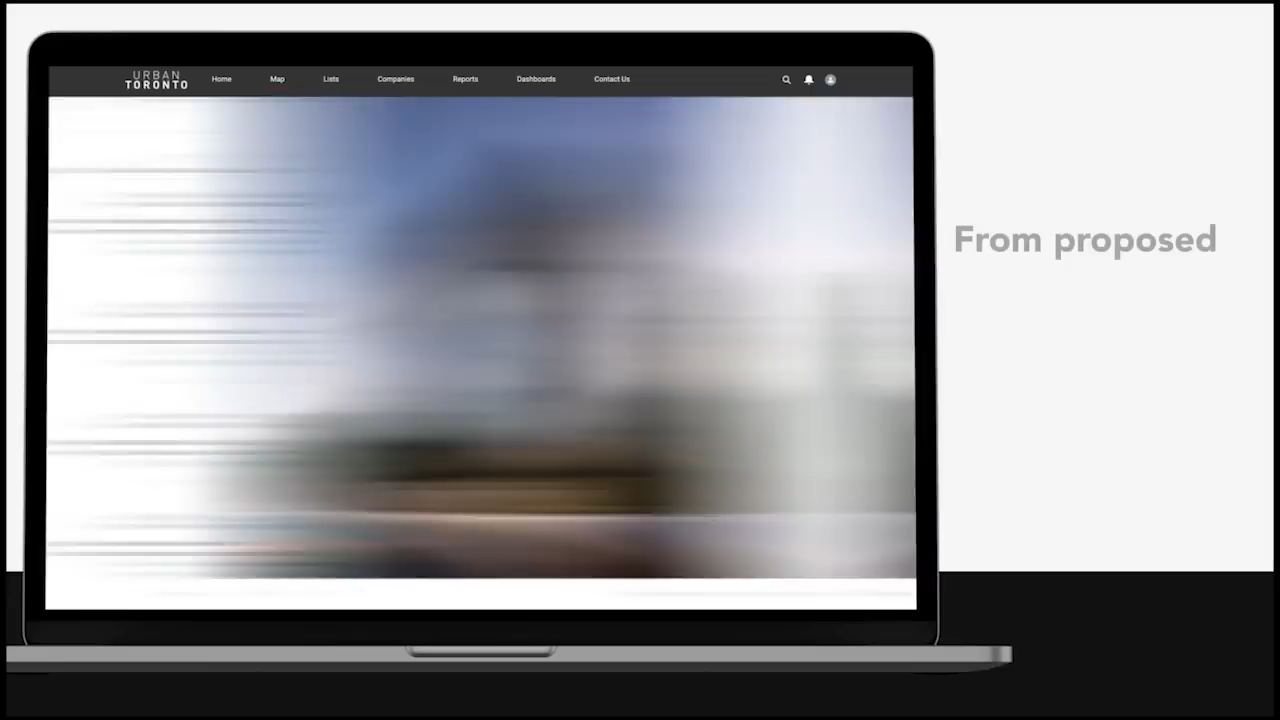 URBAN
TORONTO
Home Map Lists Companies Reports Dashboards Contact Us
From proposed